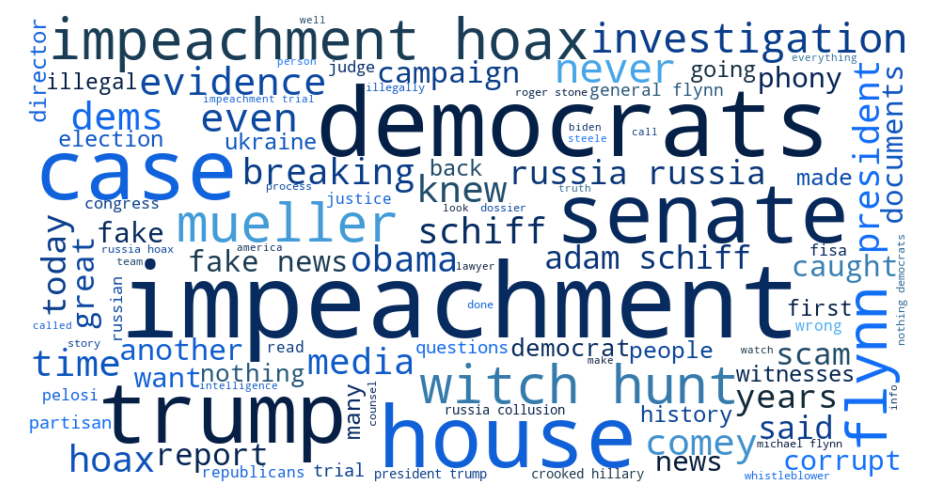 well
impeachment hoax
investigation
director
person
everything
judge
illegal
evidence
campaign
never
going
phony
illegally
impeachment trial
roger stone
general flynn
president
documents
dems
even
democrats
biden
call
steele
election
ukraine
case
breaking
back
russia russia
made
process
knew
truth
justice
congress
look
dossier
senate
mueller
schiff
fake
today
great
russia hoax
america
team
fake news
obama
lawyer
adam schiff
fisa
caught
nothing democrats
impeachment
russian
done
first
called
wrong
story
another
read
media
questions
democrat
people
make
watch
scam
time
want
nothing
intelligence
witch hunt
witnesses
flynn
info
pelosi
trump
many
counsel
house
russia collusion
history
years
partisan
said
comey
michael flynn
hoax
report
news
corrupt
republicans
trial
president trump
crooked hillary
whistleblower